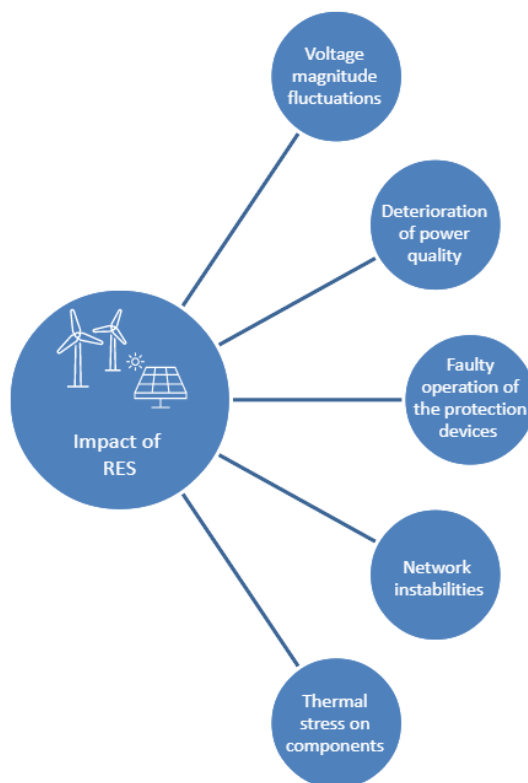 Voltage
magnitude
fluctuations
Deterioration
of power
quality
Faulty
operation of
the protection
devices
Impact of
RES
Network
instabilities
Thermal
stress on
components